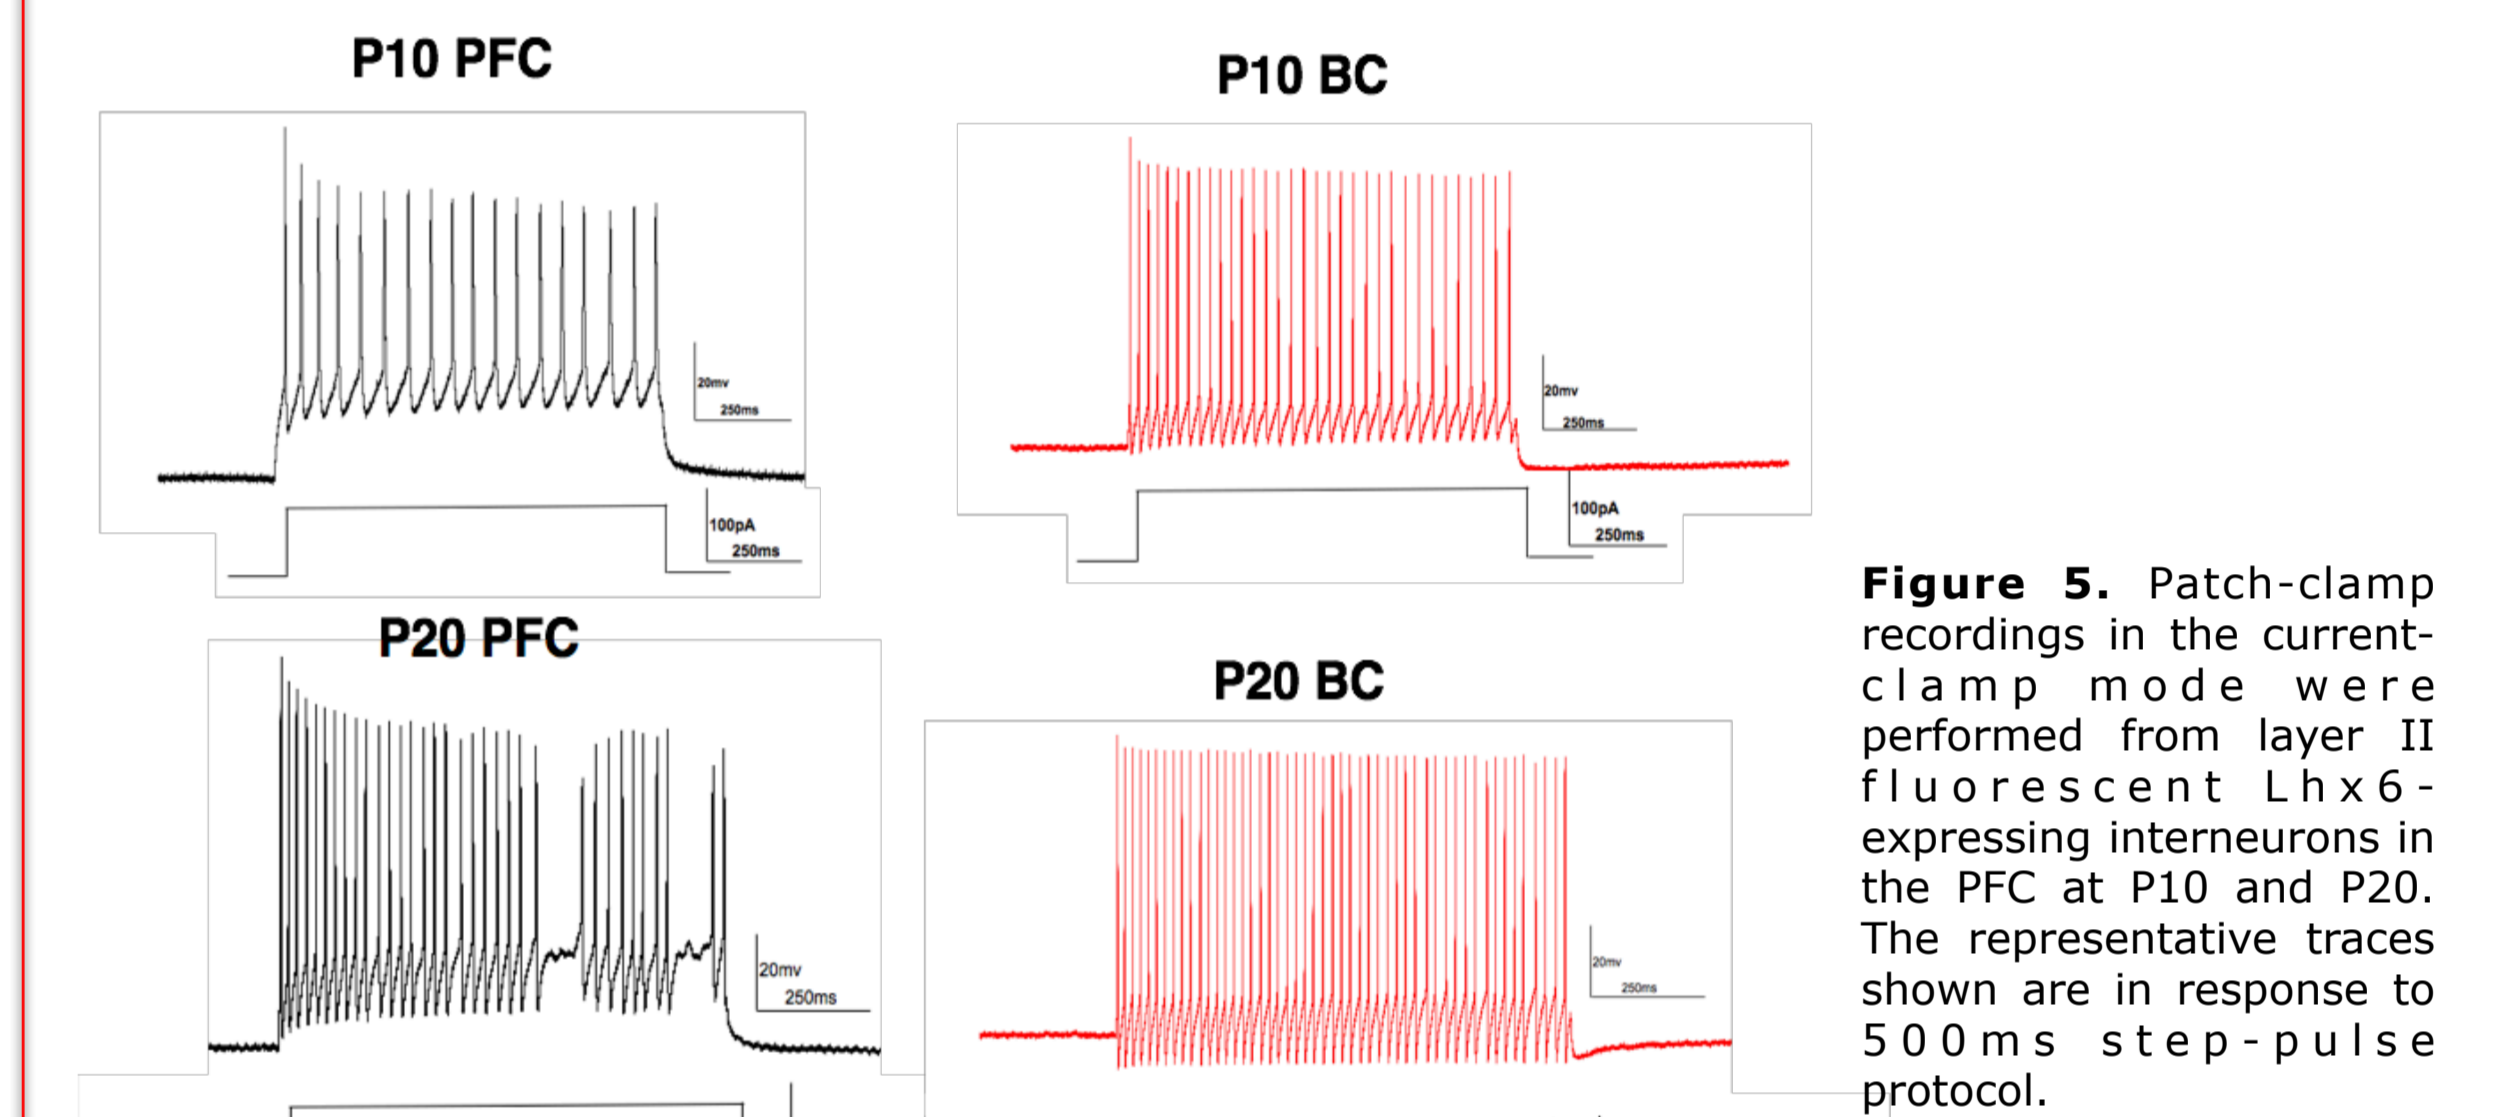 P10 PFC
P10 BC
20mv
250ms
100pA
250ms
20mv
250ms
100pA
250ms
P20 PFC
P20 BC
20mv
250ms
20mv
250ms
Figure 5. Patch-clamp
recordings in the current-
clamp mode were
performed from layer II
fluorescent Lhx6-
expressing interneurons in
the PFC at P10 and P20.
The representative traces
shown are in response to
500ms step-pulse
protocol.